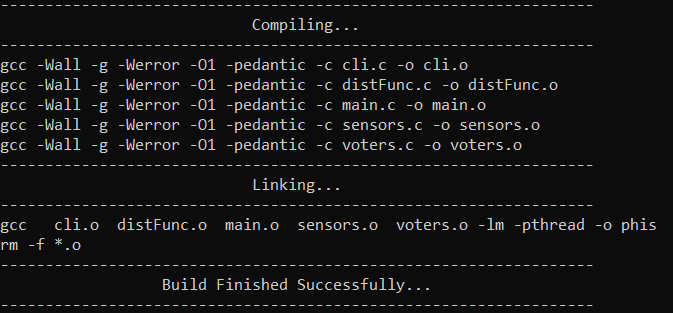 ------------------------------------------------------------------
Compiling...
------------------------------------------------------------------
gcc -Wall -g -Werror -O1 -pedantic -c cli.c -o cli.o
gcc -Wall -g -Werror -O1 -pedantic -c distFunc.c -o distFunc.o
gcc -Wall -g -Werror -O1 -pedantic -c main.c -o main.o
gcc -Wall -g -Werror -O1 -pedantic -c sensors.c -o sensors.o
gcc -Wall -g -Werror -O1 -pedantic -c voters.c -o voters.o
------------------------------------------------------------------
Linking...
------------------------------------------------------------------
gcc   cli.o  distFunc.o  main.o  sensors.o  voters.o -lm -pthread -o phis
rm -f *.o
------------------------------------------------------------------
Build Finished Successfully...
------------------------------------------------------------------